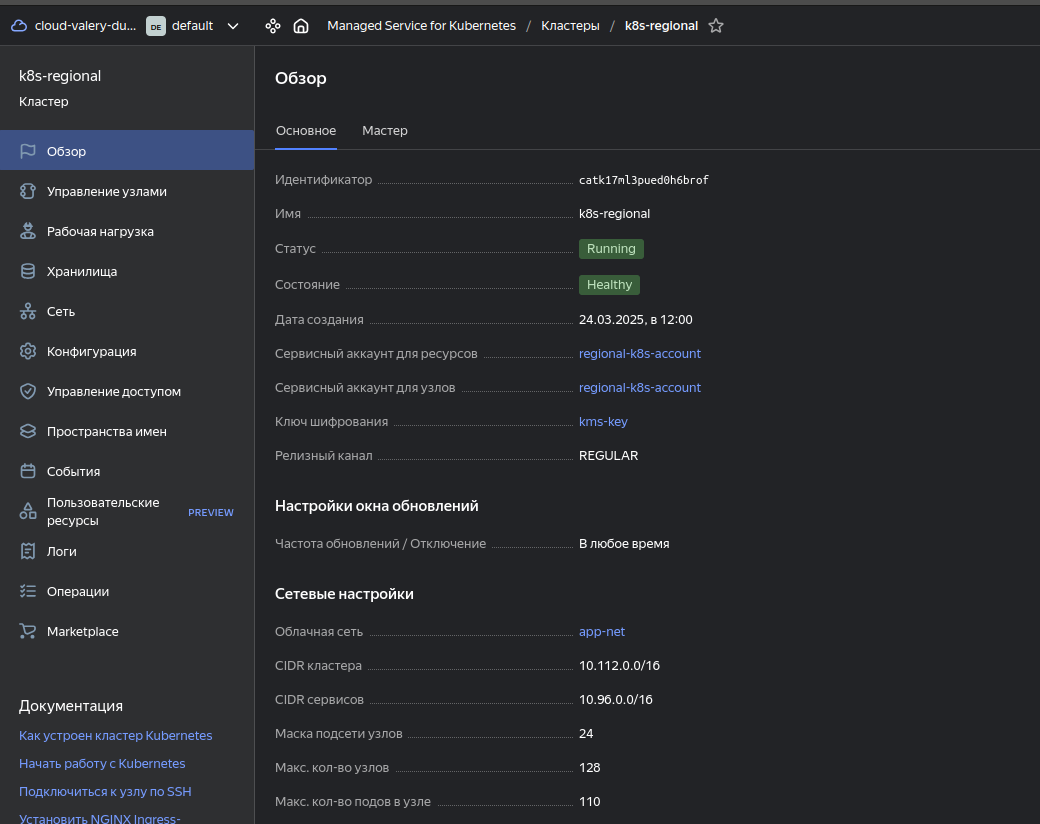 cloud-valery-du... DE default Managed Service for Kubernetes / Кластеры / k8s-regional
k8s-regional
Кластер
Обзор
Управление узлами
Рабочая нагрузка
Хранилища
Сеть
Конфигурация
Управление доступом
Пространства имен
События
Пользовательские
ресурсы PREVIEW
Логи
Операции
Marketplace
Документация
Как устроен кластер Kubernetes
Начать работу с Kubernetes
Подключиться к узлу по SSH
Установить NGINX Ingress-
Обзор
Основное Мастер
Идентификатор catk17ml3pued0h6brof
Имя k8s-regional
Статус Running
Состояние Healthy
Дата создания 24.03.2025, в 12:00
Сервисный аккаунт для ресурсов regional-k8s-account
Сервисный аккаунт для узлов regional-k8s-account
Ключ шифрования kms-key
Релизный канал REGULAR
Настройки окна обновлений
Частота обновлений / Отключение В любое время
Сетевые настройки
Облачная сеть app-net
CIDR кластера 10.112.0.0/16
CIDR сервисов 10.96.0.0/16
Маска подсети узлов 24
Макс. кол-во узлов 128
Макс. кол-во подов в узле 110